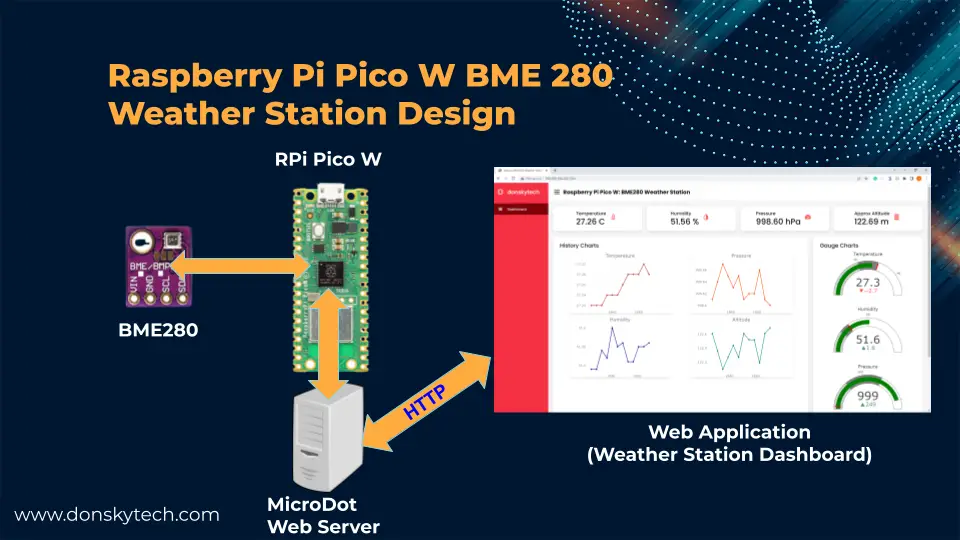 Raspberry Pi Pico W BME 280
Weather Station Design
RPi Pico W
BME/BMP
VIN
GND
SCL
SDA
BME280
HTTP
donskytech
Raspberry Pi Pico W: BME280 Weather Station
Dashboard
Temperature
27.26 C
Humidity
51.56 %
Pressure
998.60 hPa
Approx Altitude
122.69 m
History Charts
Temperature
Pressure
Humidity
Altitude
Gauge Charts
Temperature
27.3
Humidity
51.6
Pressure
999
▲249
Web Application
(Weather Station Dashboard)
MicroDot
Web Server
www.donskytech.com